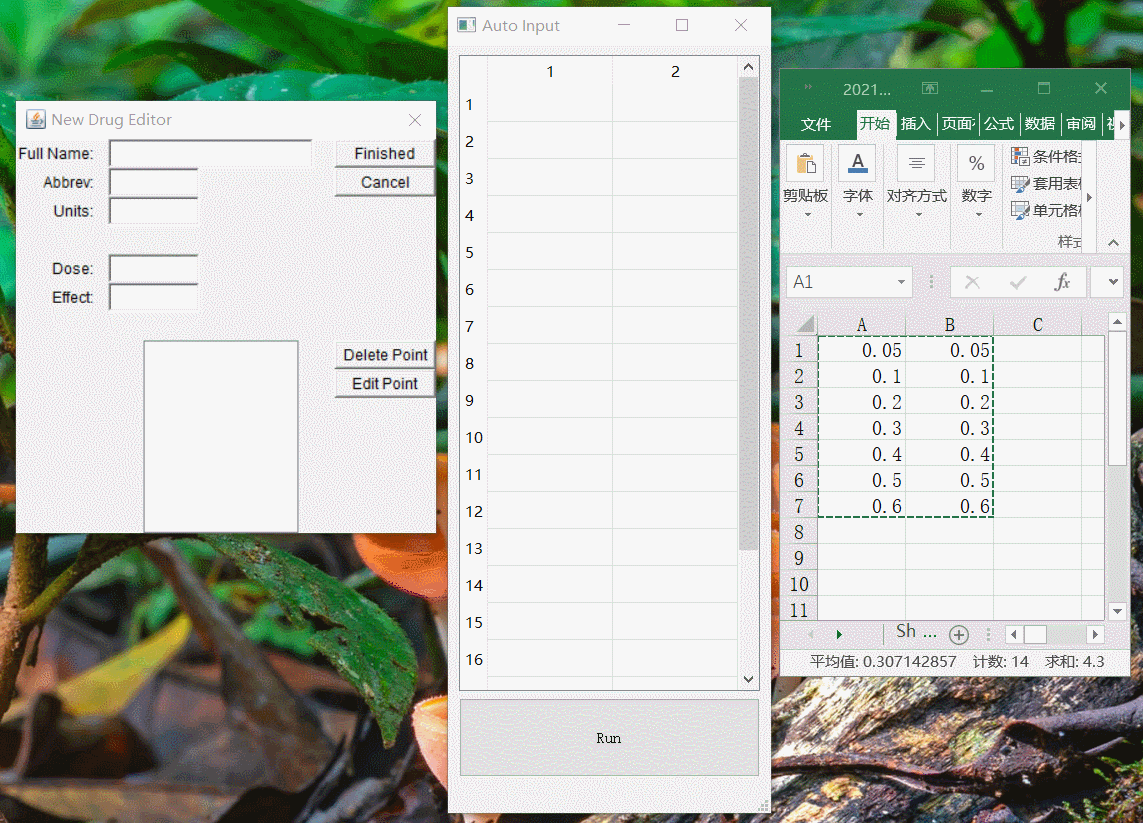 New Drug Editor
Full Name:
Finished
Abbrev:
Cancel
Units:
Dose:
Effect:
Delete Point
Edit Point
Auto Input
1 2
1
2
3
4
5
6
7
8
9
10
11
12
13
14
15
16
Run
2021...
文件 开始 插入 页面 公式 数据 审阅
剪贴板 字体 对齐方式 % 数字
条件格式
套用表格
单元格
样式
A1 fx
A B C
1 0.05 0.05
2 0.1 0.1
3 0.2 0.2
4 0.3 0.3
5 0.4 0.4
6 0.5 0.5
7 0.6 0.6
8
9
10
11
Sh ...
平均值: 0.307142857 计数: 14 求和: 4.3